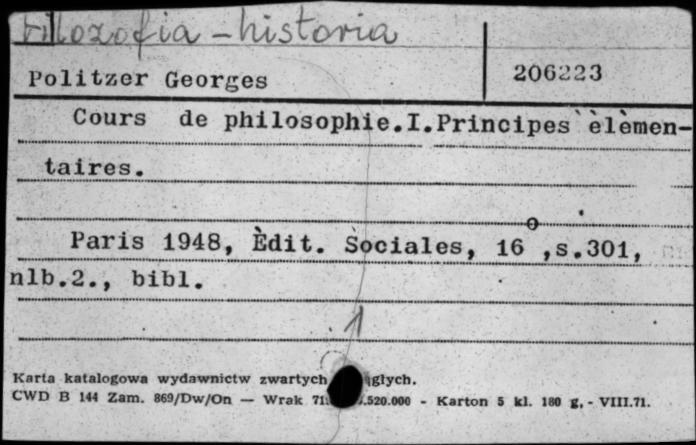 Filozofia - historia
Politzer Georges
206223
Cours de philosophie.I.Principes èlèmen-
taires.
Paris 1948, Èdit. Sociales, 16°,s.301,
nlb.2., bibl.
Karta katalogowa wydawnictw zwartych
CWD B 144 Zam. 869/Dw/On — Wrak .520.000 - Karton 5 kl. 180 g, - VIII.71.